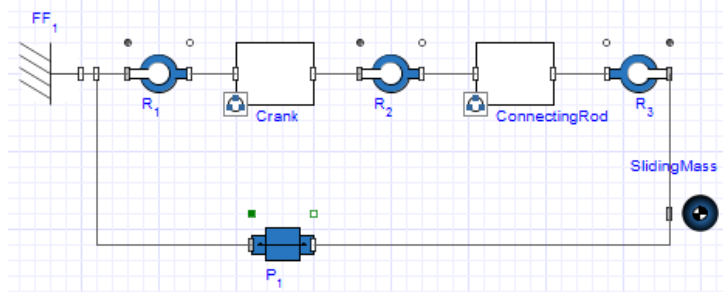 FF₁
R₁
Crank
R₂
ConnectingRod
R₃
SlidingMass
P₁